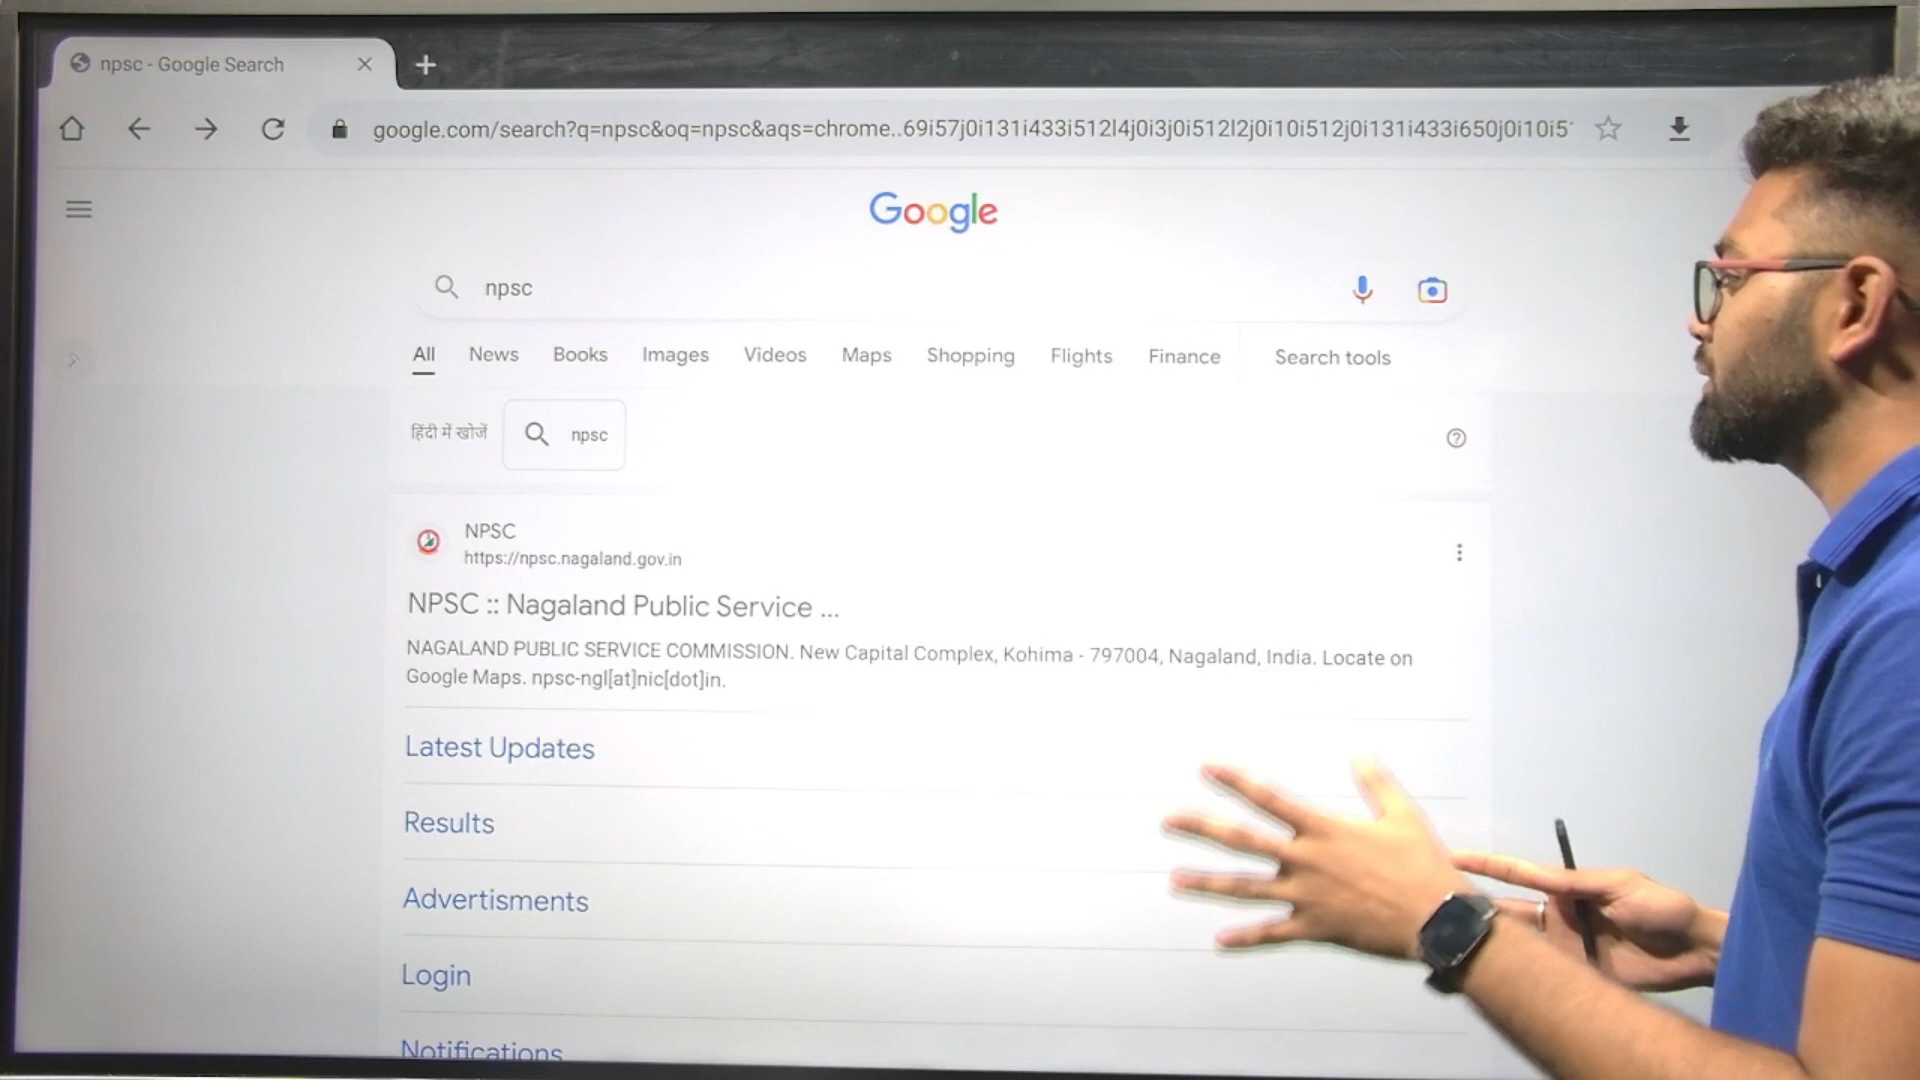 npsc - Google Search
google.com/search?q=npsc&oq=npsc&aqs=chrome..69i57j0i131i433i512l4j0i3j0i512l2j0i10i512j0i131i433i650j0i10i5
Google
npsc
All News Books Images Videos Maps Shopping Flights Finance Search tools
हिंदी में खोजें npsc
NPSC
https://npsc.nagaland.gov.in
NPSC :: Nagaland Public Service ...
NAGALAND PUBLIC SERVICE COMMISSION. New Capital Complex, Kohima - 797004, Nagaland, India. Locate on
Google Maps. npsc-ngl[at]nic[dot]in.
Latest Updates
Results
Advertisments
Login
Notifications